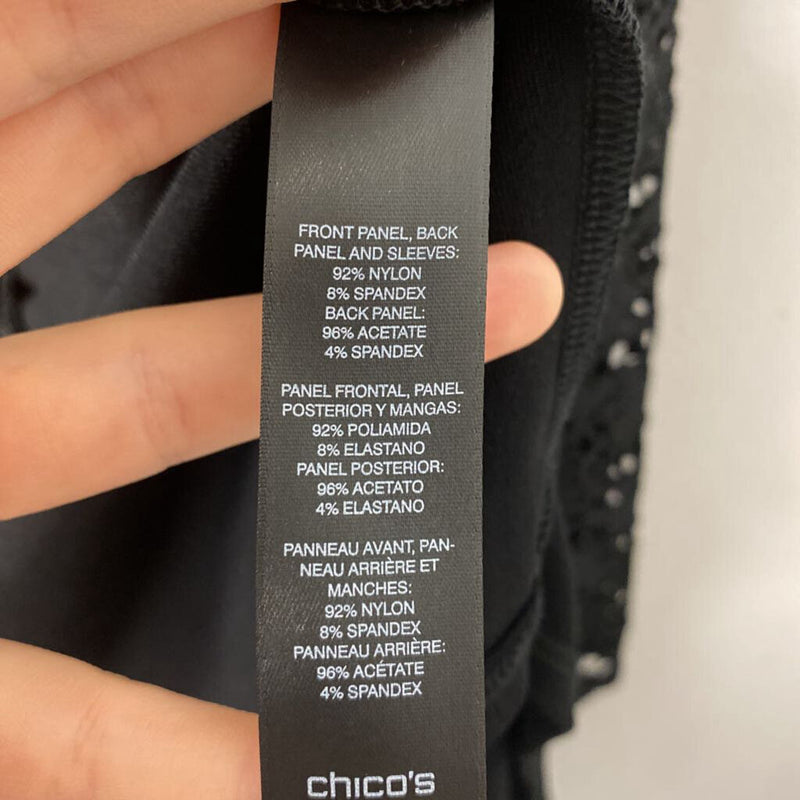 FRONT PANEL, BACK
PANEL AND SLEEVES:
92% NYLON
8% SPANDEX
BACK PANEL:
96% ACETATE
4% SPANDEX
PANEL FRONTAL, PANEL
POSTERIOR Y MANGAS:
92% POLIAMIDA
8% ELASTANO
PANEL POSTERIOR:
96% ACETATO
4% ELASTANO
PANNEAU AVANT, PAN-
NEAU ARRIÈRE ET
MANCHES:
92% NYLON
8% SPANDEX
PANNEAU ARRIÈRE:
96% ACÉTATE
4% SPANDEX
chico's